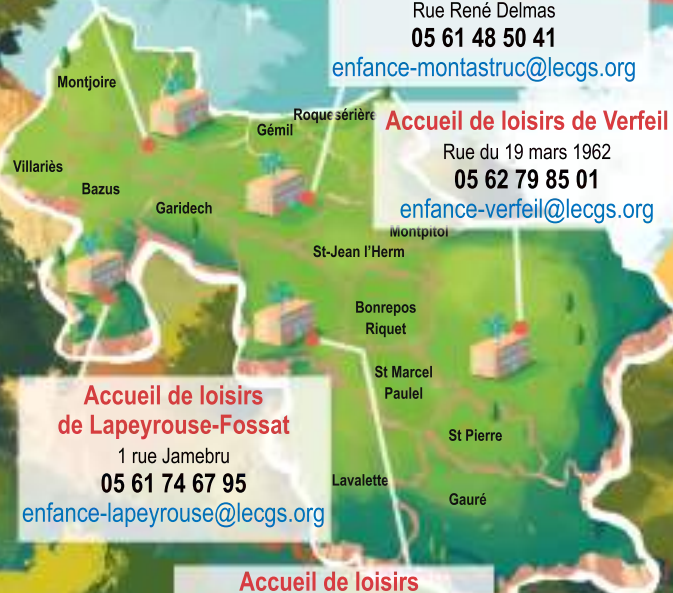 Rue René Delmas
05 61 48 50 41
enfance-montastruc@lecgs.org
Montjoire
Roquesérière
Gémil
Accueil de loisirs de Verfeil
Rue du 19 mars 1962
05 62 79 85 01
enfance-verfeil@lecgs.org
Villariès
Bazus
Garidech
Montpitol
St-Jean l'Herm
Bonrepos
Riquet
St Marcel
Paulel
Accueil de loisirs
de Lapeyrouse-Fossat
1 rue Jamebru
05 61 74 67 95
enfance-lapeyrouse@lecgs.org
St Pierre
Lavalette
Gauré
Accueil de loisirs